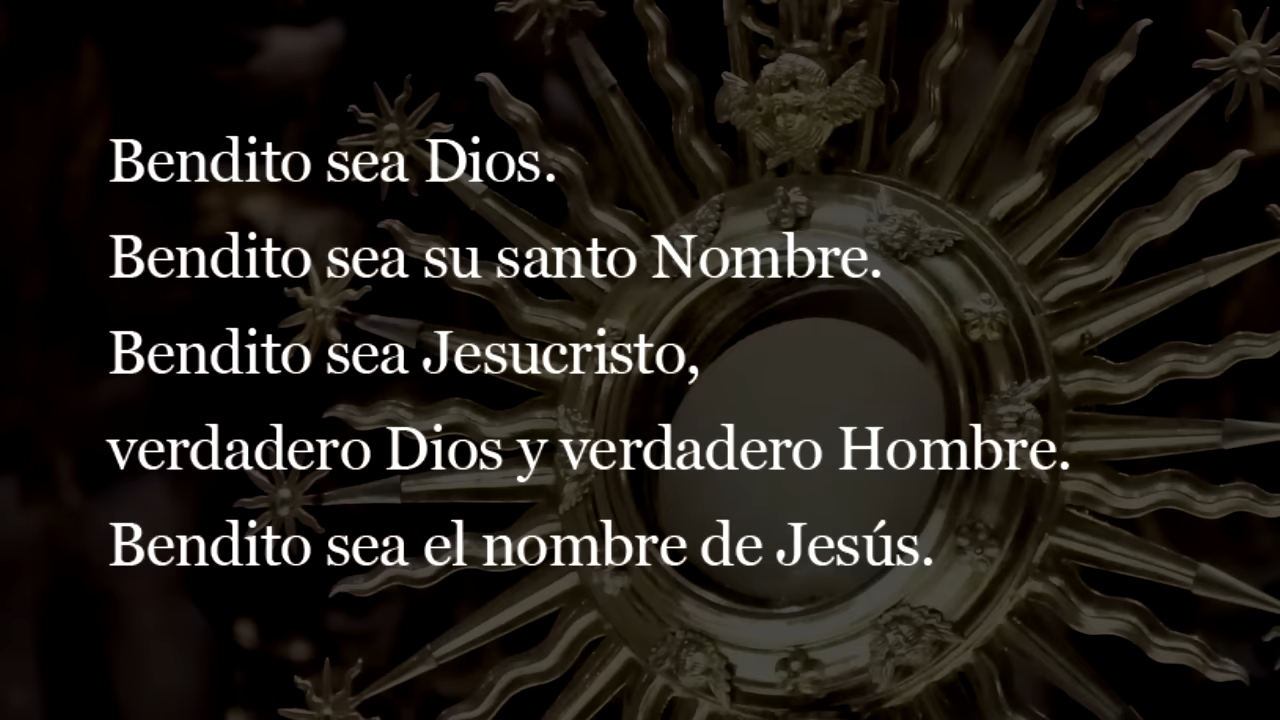 Bendito sea Dios.
Bendito sea su santo Nombre.
Bendito sea Jesucristo,
verdadero Dios y verdadero Hombre.
Bendito sea el nombre de Jesús.